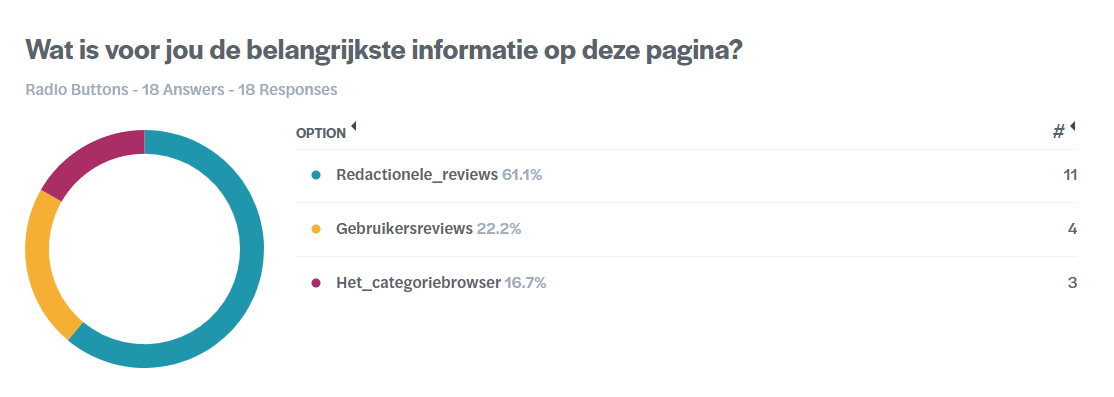 Wat is voor jou de belangrijkste informatie op deze pagina?
Radio Buttons - 18 Answers - 18 Responses
OPTION #
Redactionele_reviews 61.1% 11
Gebruikersreviews 22.2% 4
Het_categoriebrowser 16.7% 3